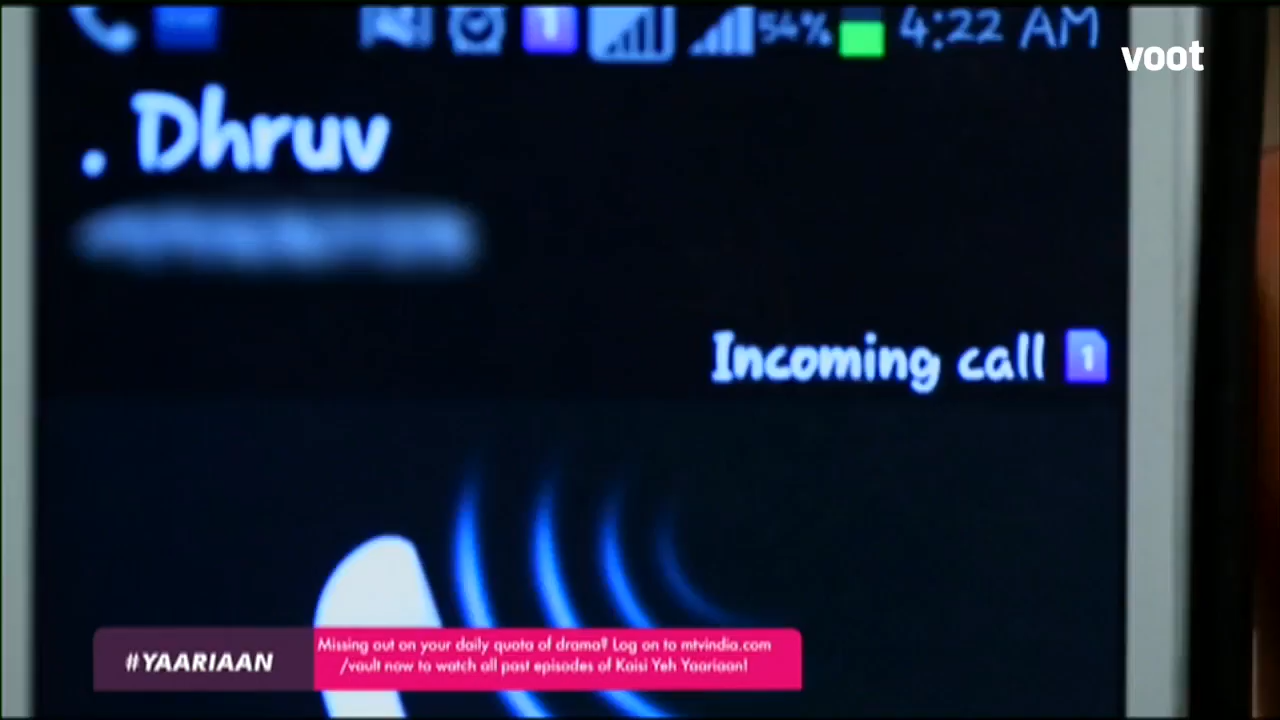 1 54% 4:22 AM
voot
. Dhruv
Incoming call 1
#YAARIAAN
Missing out on your daily quota of drama? Log on to mtvindia.com
/vault now to watch all past episodes of Kaisi Yeh Yaariaan!